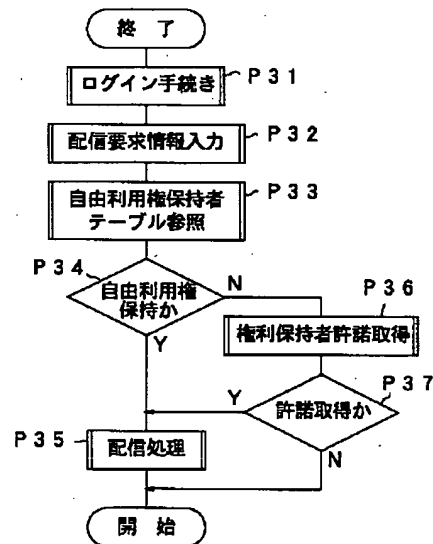 終了
ログイン手続き
P31
配信要求情報入力
P32
自由利用権保持者
テーブル参照
P33
P34
自由利用権
保持か
N
Y
P36
権利保持者許諾取得
P37
許諾取得か
Y
N
P35
配信処理
開始